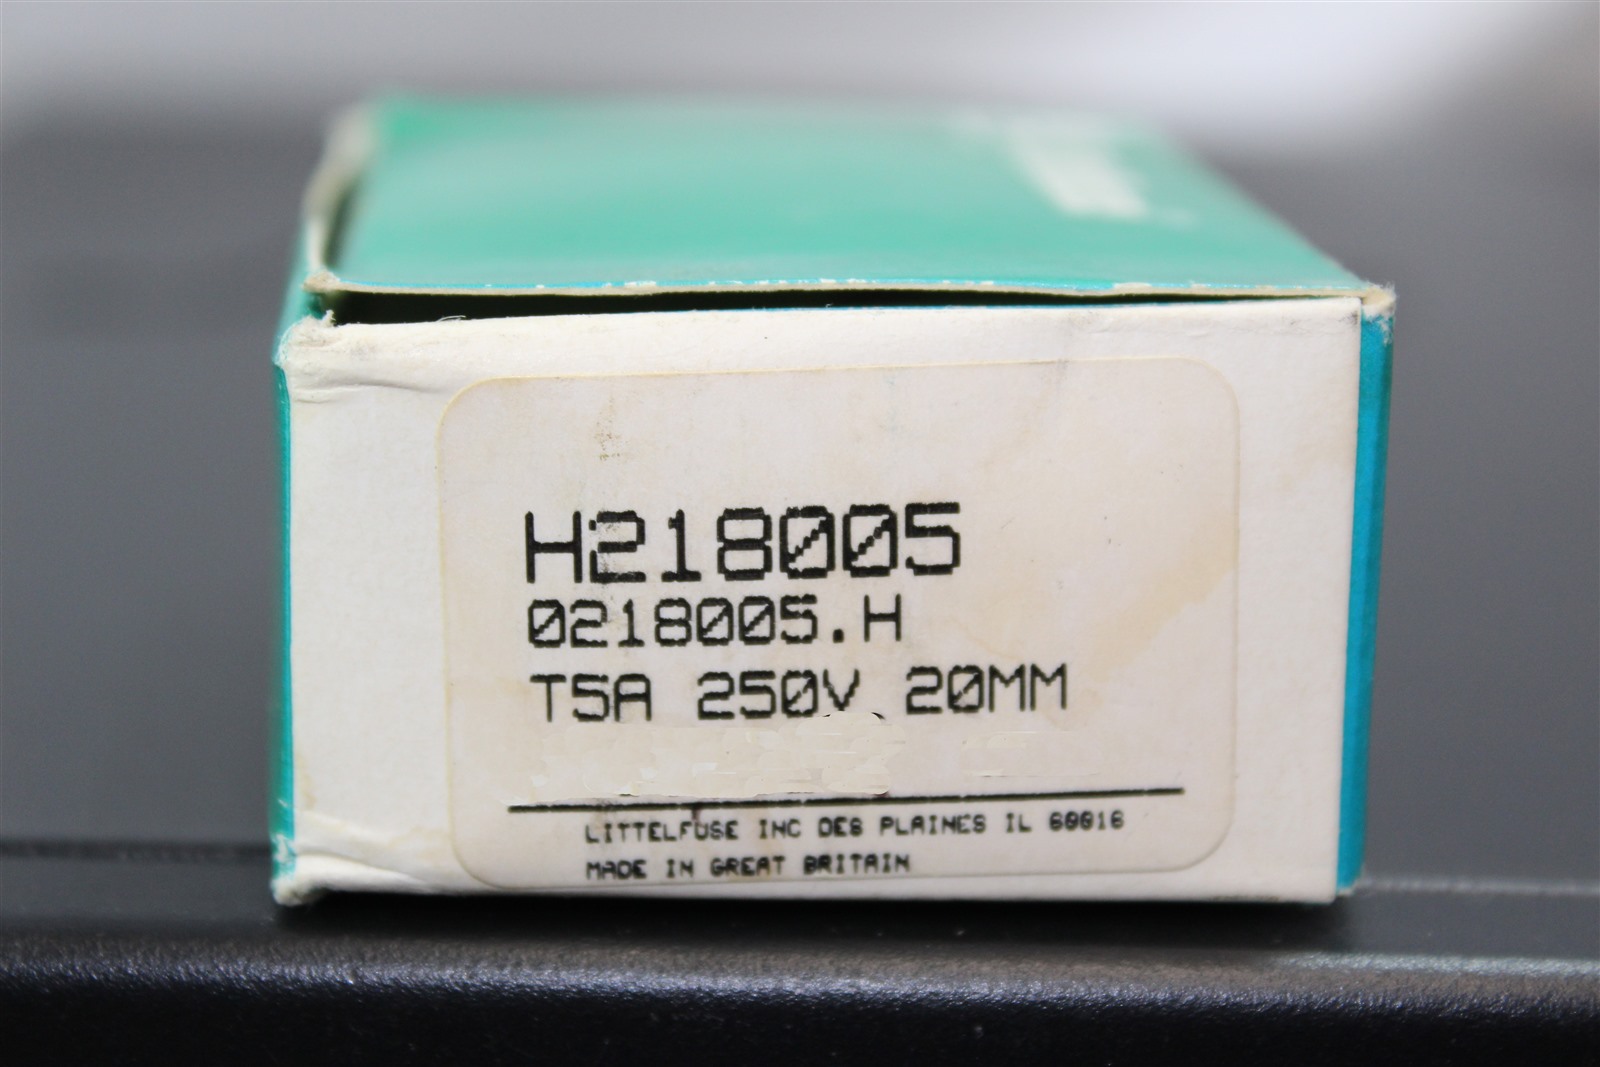 H218005
0218005.H
T5A 250V 20MM
LITTELFUSE INC DES PLAINES IL 60016
MADE IN GREAT BRITAIN